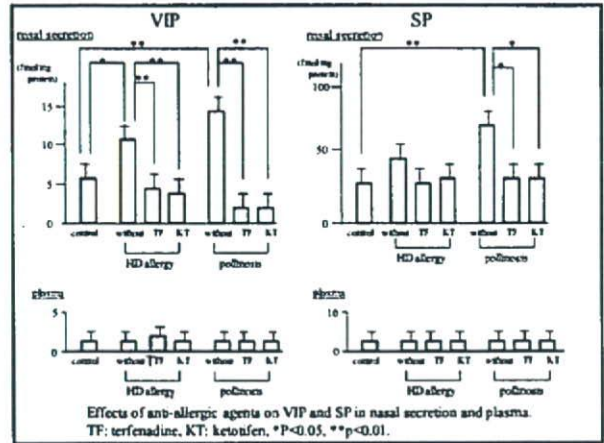 VIP SP
nasal secretion nasal secretion
(fmol/mg protein)
** ** ** *
* ** ** *
**
15 100
10
50
5
0 0
control without TF KT without TF KT control without TF KT without TF KT
HD allergy pollinosis HD allergy pollinosis
plasma plasma
5 10
0 0
control without TF KT without TF KT control without TF KT without TF KT
HD allergy pollinosis HD allergy pollinosis
Effects of anti-allergic agents on VIP and SP in nasal secretion and plasma.
TF: terfenadine, KT: ketotifen, *P<0.05, **p<0.01.